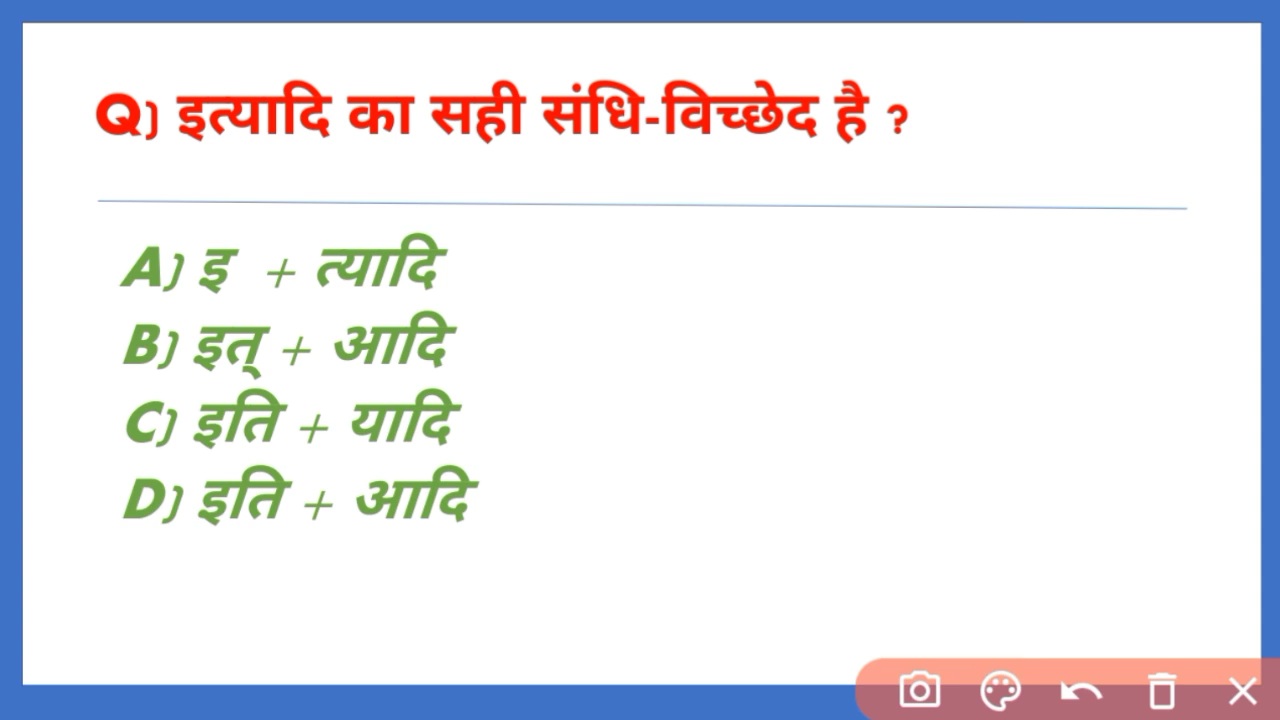 Q) इत्यादि का सही संधि-विच्छेद है ?
A) इ + त्यादि
B) इत् + आदि
C) इति + यादि
D) इति + आदि